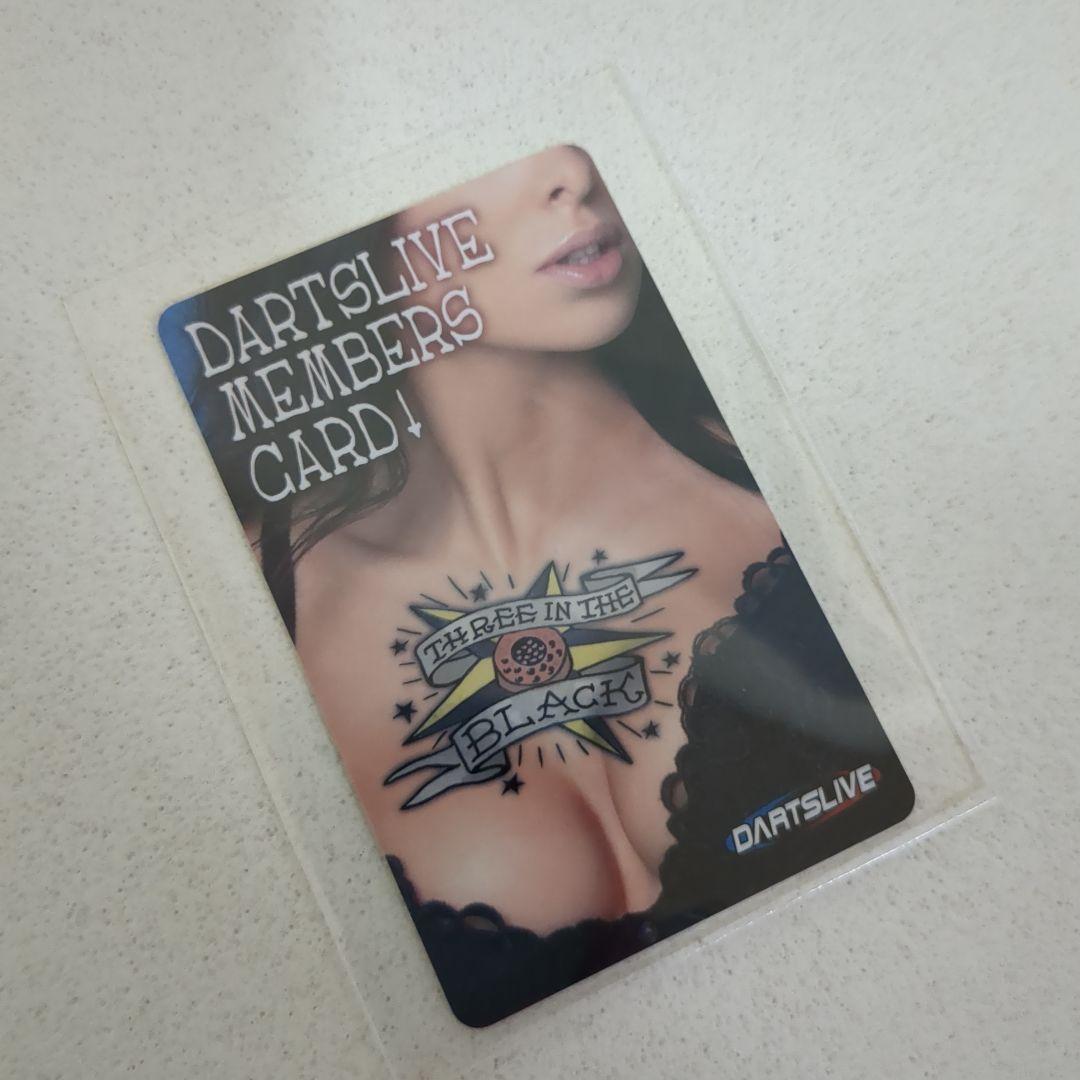 DARTSLIVE
MEMBERS
CARD!
THREE IN THE
BLACK
DARTSLIVE